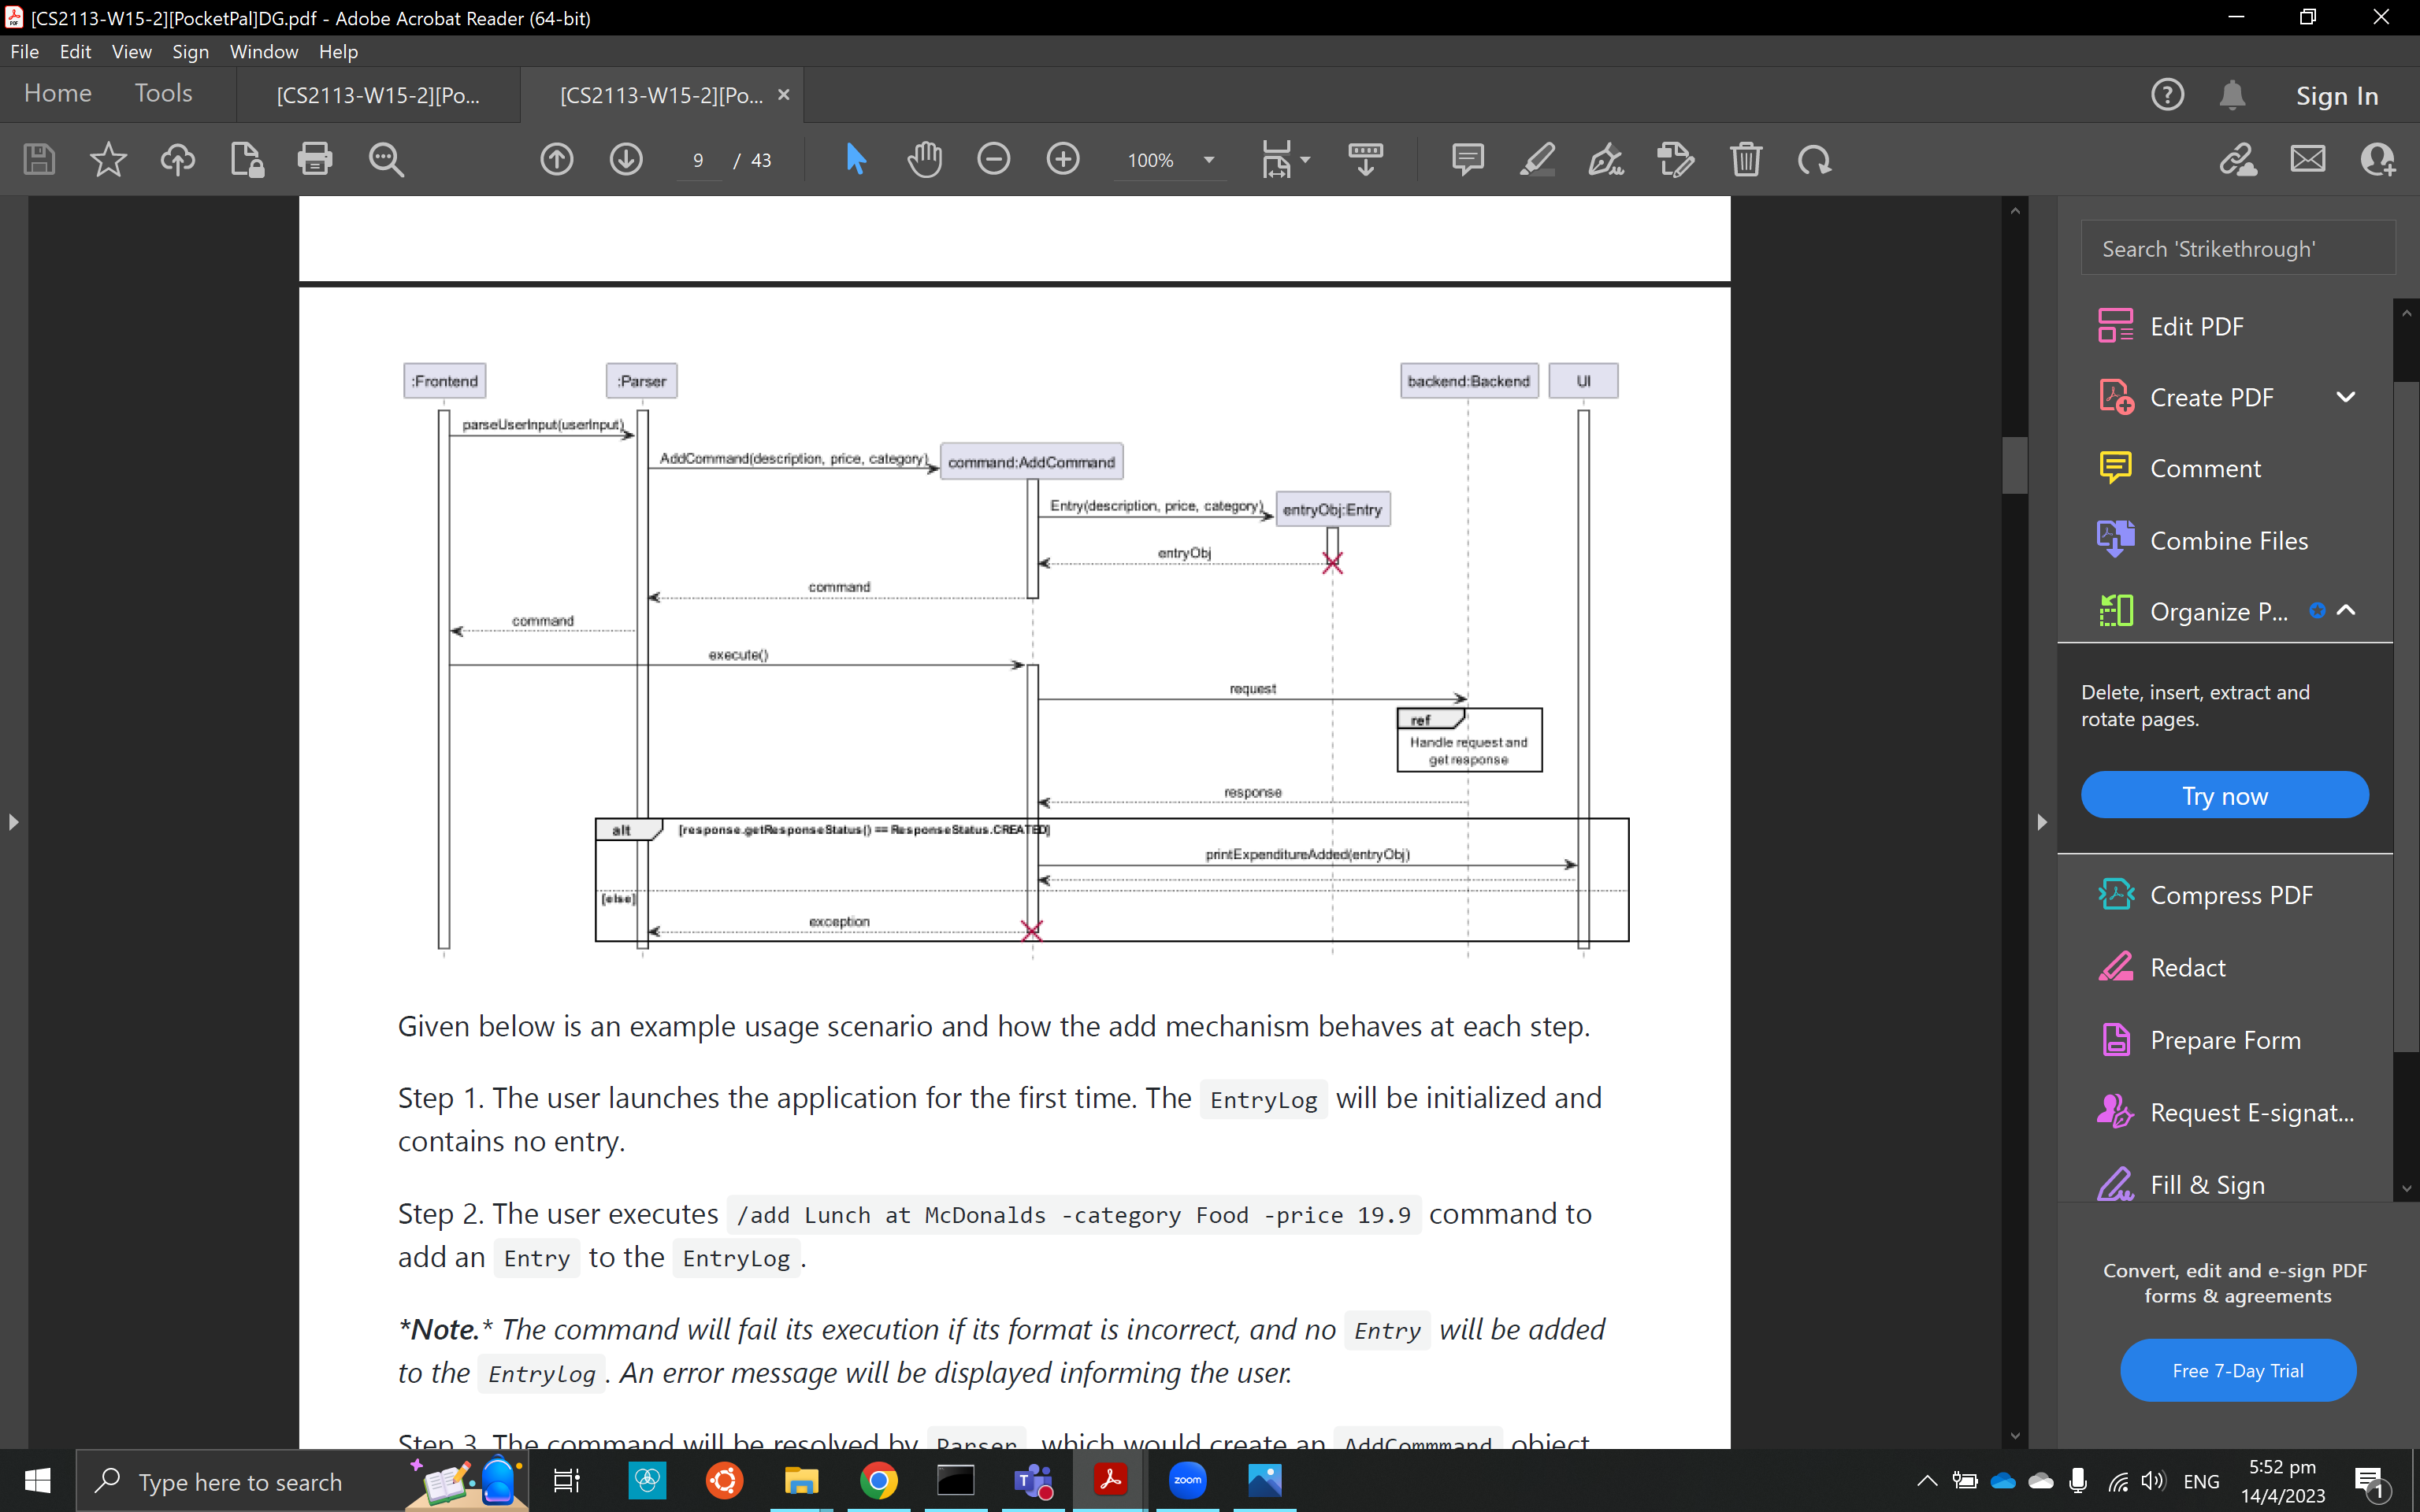 [CS2113-W15-2][PocketPal]DG.pdf - Adobe Acrobat Reader (64-bit)
File Edit View Sign Window Help
Home Tools [CS2113-W15-2][Po... [CS2113-W15-2][Po... × Sign In
9 / 43 100%
Search 'Strikethrough'
Edit PDF
Create PDF
Comment
Combine Files
Organize P...
Delete, insert, extract and
rotate pages.
Try now
Compress PDF
Redact
Prepare Form
Request E-signat...
Fill & Sign
Convert, edit and e-sign PDF
forms & agreements
Free 7-Day Trial
:Frontend :Parser backend:Backend UI
parseUserInput(userInput)
AddCommand(description, price, category) command:AddCommand
Entry(description, price, category) entryObj:Entry
entryObj
command
command
execute()
request
ref
Handle request and
get response
response
alt [response.getResponseStatus() == ResponseStatus.CREATED]
printExpenditureAdded(entryObj)
[else]
exception
Given below is an example usage scenario and how the add mechanism behaves at each step.
Step 1. The user launches the application for the first time. The EntryLog will be initialized and
contains no entry.
Step 2. The user executes /add Lunch at McDonalds -category Food -price 19.9 command to
add an Entry to the EntryLog.
*Note.* The command will fail its execution if its format is incorrect, and no Entry will be added
to the Entrylog. An error message will be displayed informing the user.
Step 3. The command will be resolved by Parser, which would create an AddCommmand object
Type here to search
zoom
ENG
5:52 pm
14/4/2023
1